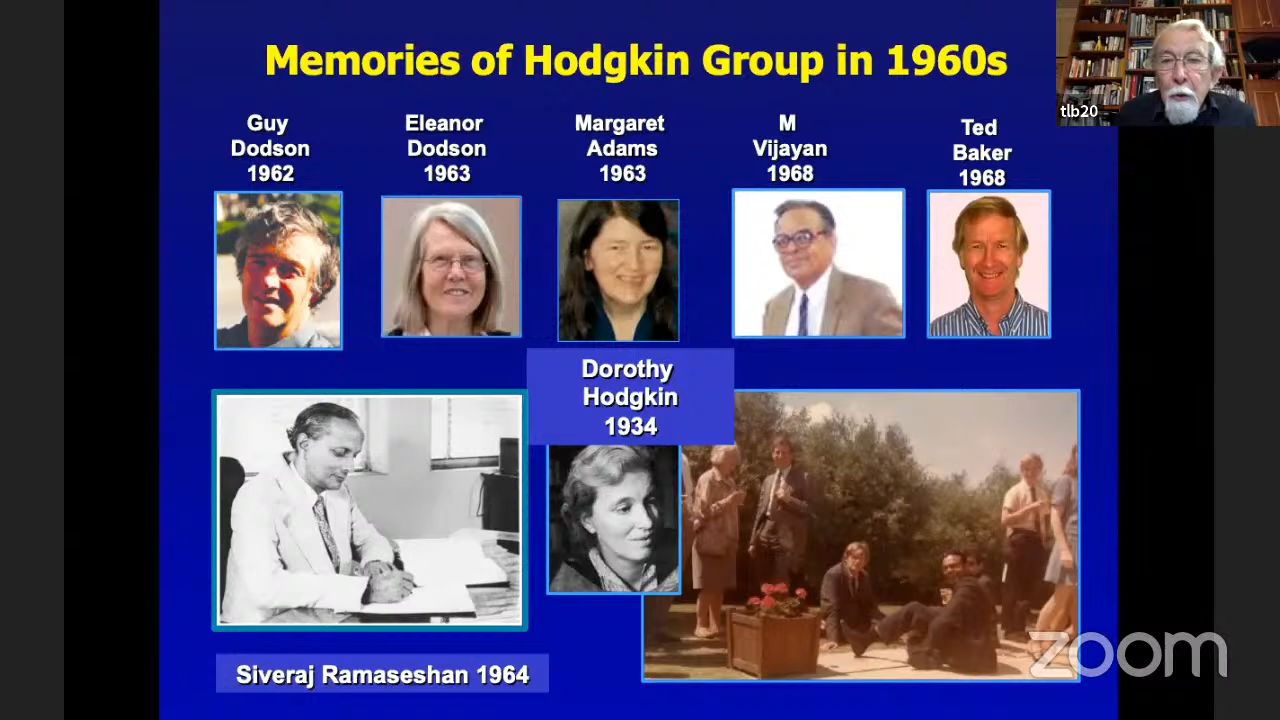 Memories of Hodgkin Group in 1960s
tlb20
Guy
Dodson
1962
Eleanor
Dodson
1963
Margaret
Adams
1963
M
Vijayan
1968
Ted
Baker
1968
Dorothy
Hodgkin
1934
Siveraj Ramaseshan 1964
zoom